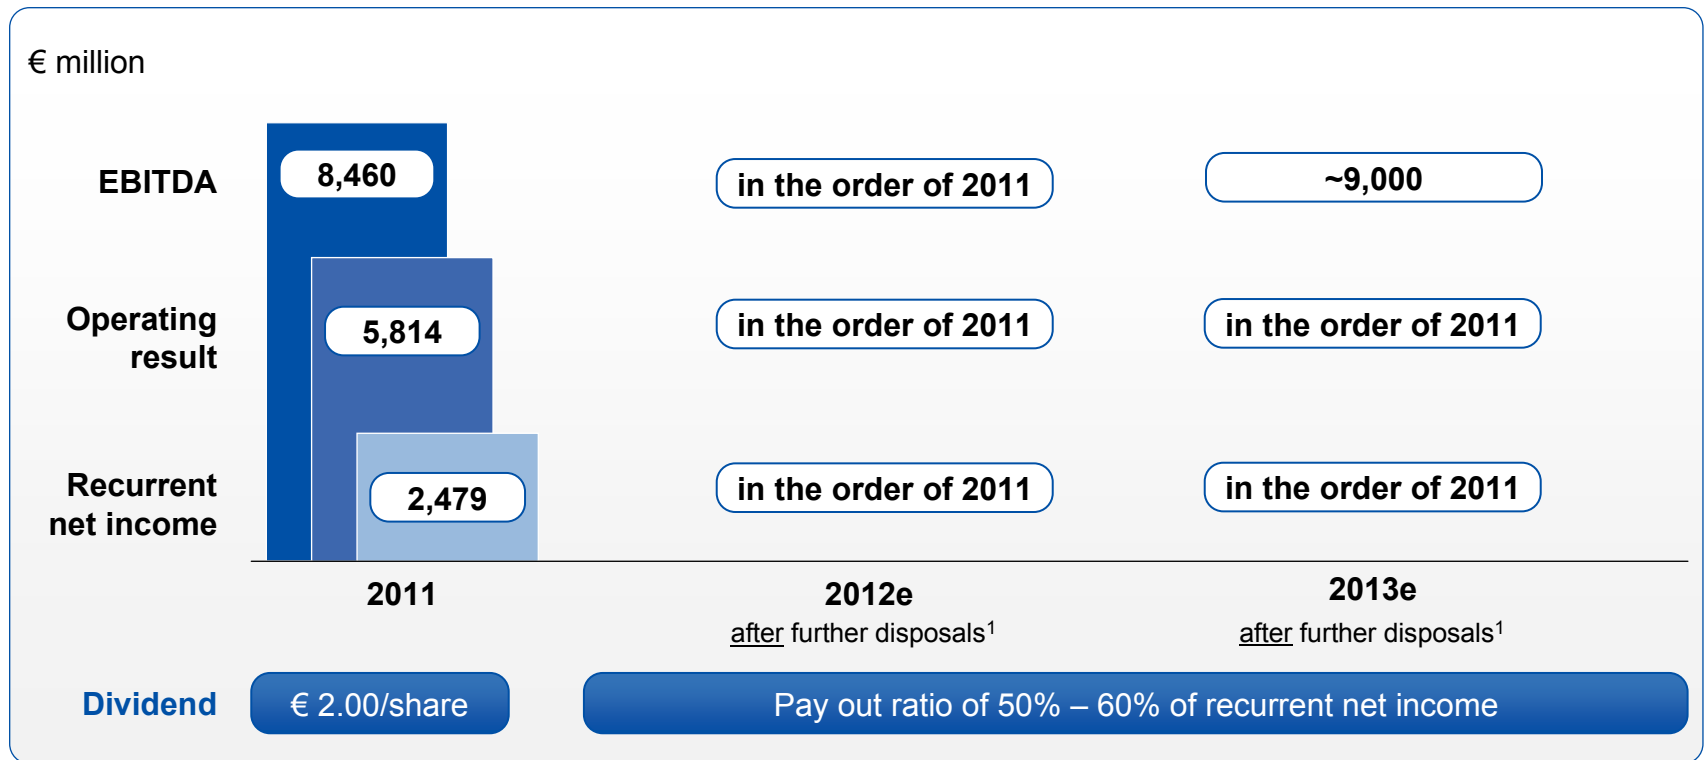 € million
EBITDA
8,460
in the order of 2011
~9,000
Operating
result
5,814
in the order of 2011
in the order of 2011
Recurrent
net income
2,479
in the order of 2011
in the order of 2011
2011
2012e
after further disposals¹
2013e
after further disposals¹
Dividend
€ 2.00/share
Pay out ratio of 50% – 60% of recurrent net income